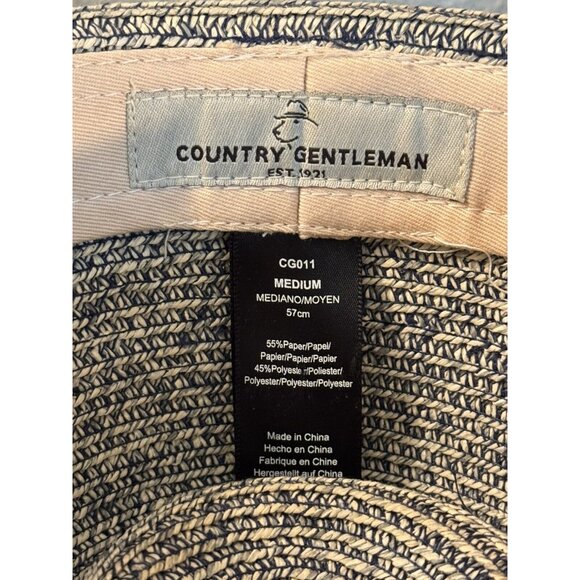 COUNTRY GENTLEMAN
EST. 1921
CG011
MEDIUM
MEDIANO/MOYEN
57cm
55%Paper/Papel/
Papier/Papier/Papier
45%Polyester/Poliester/
Polyester/Polyester/Polyester
Made in China
Hecho en China
Fabrique en Chine
Hergestellt auf China